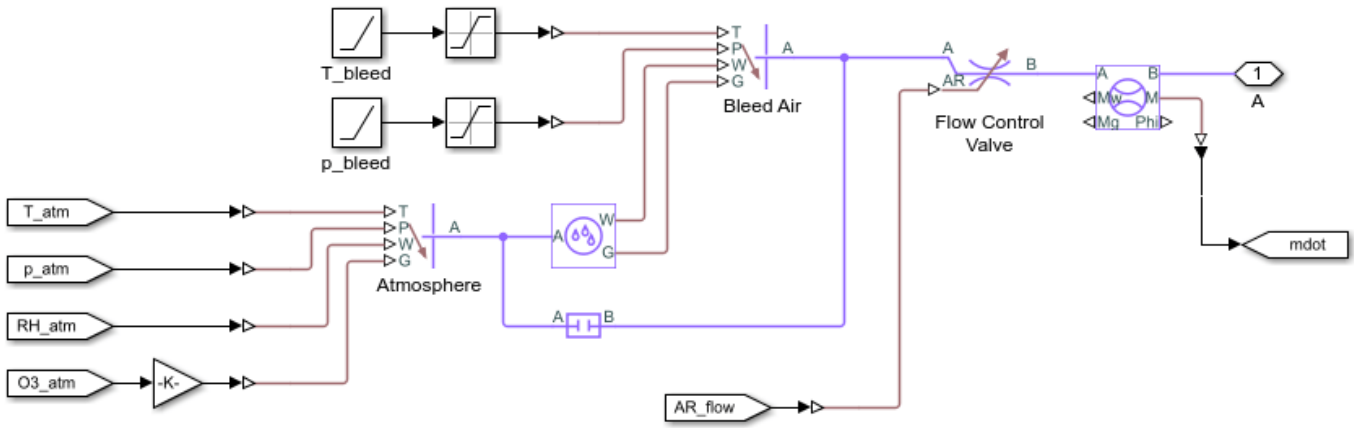 T_bleed
p_bleed
T
P
W
G
A
Bleed Air
A
AR
B
Flow Control
Valve
A
B
Mw
M
Mg
Phi
1
A
T_atm
p_atm
RH_atm
O3_atm
-K-
T
P
W
G
A
Atmosphere
A
W
G
A
B
AR_flow
mdot